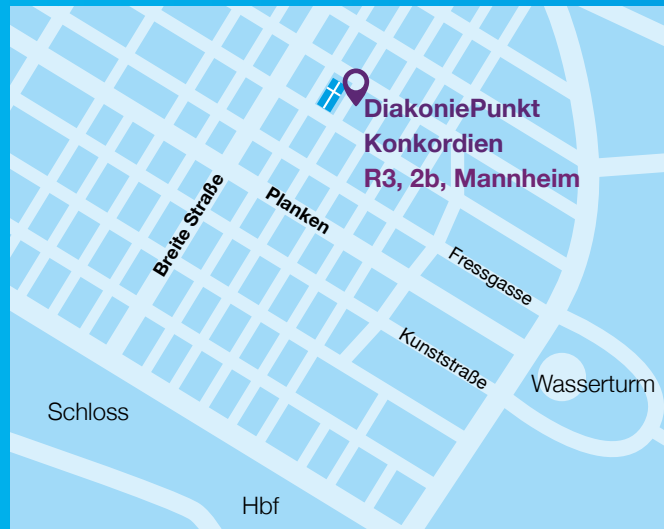 DiakoniePunkt
Konkordien
R3, 2b, Mannheim
Breite Straße
Planken
Fressgasse
Kunststraße
Wasserturm
Schloss
Hbf